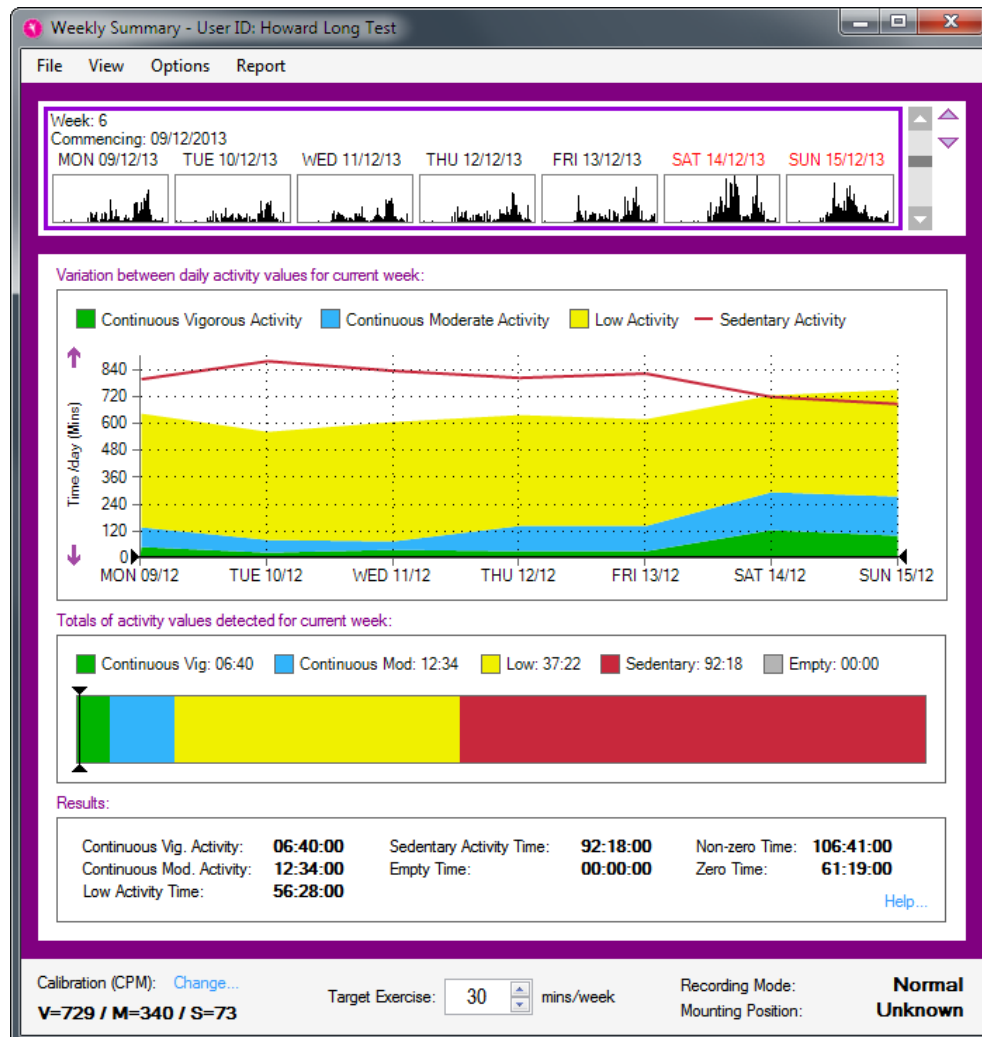 Weekly Summary - User ID: Howard Long Test
File View Options Report
Week: 6
Commencing: 09/12/2013
MON 09/12/13 TUE 10/12/13 WED 11/12/13 THU 12/12/13 FRI 13/12/13 SAT 14/12/13 SUN 15/12/13
Variation between daily activity values for current week:
Continuous Vigorous Activity Continuous Moderate Activity Low Activity Sedentary Activity
Time /day (Mins)
840
720
600
480
360
240
120
0
MON 09/12 TUE 10/12 WED 11/12 THU 12/12 FRI 13/12 SAT 14/12 SUN 15/12
Totals of activity values detected for current week:
Continuous Vig: 06:40 Continuous Mod: 12:34 Low: 37:22 Sedentary: 92:18 Empty: 00:00
Results:
Continuous Vig. Activity: 06:40:00 Sedentary Activity Time: 92:18:00 Non-zero Time: 106:41:00
Continuous Mod. Activity: 12:34:00 Empty Time: 00:00:00 Zero Time: 61:19:00
Low Activity Time: 56:28:00
Help...
Calibration (CPM): Change... Target Exercise: 30 mins/week Recording Mode: Normal
V=729 / M=340 / S=73 Mounting Position: Unknown